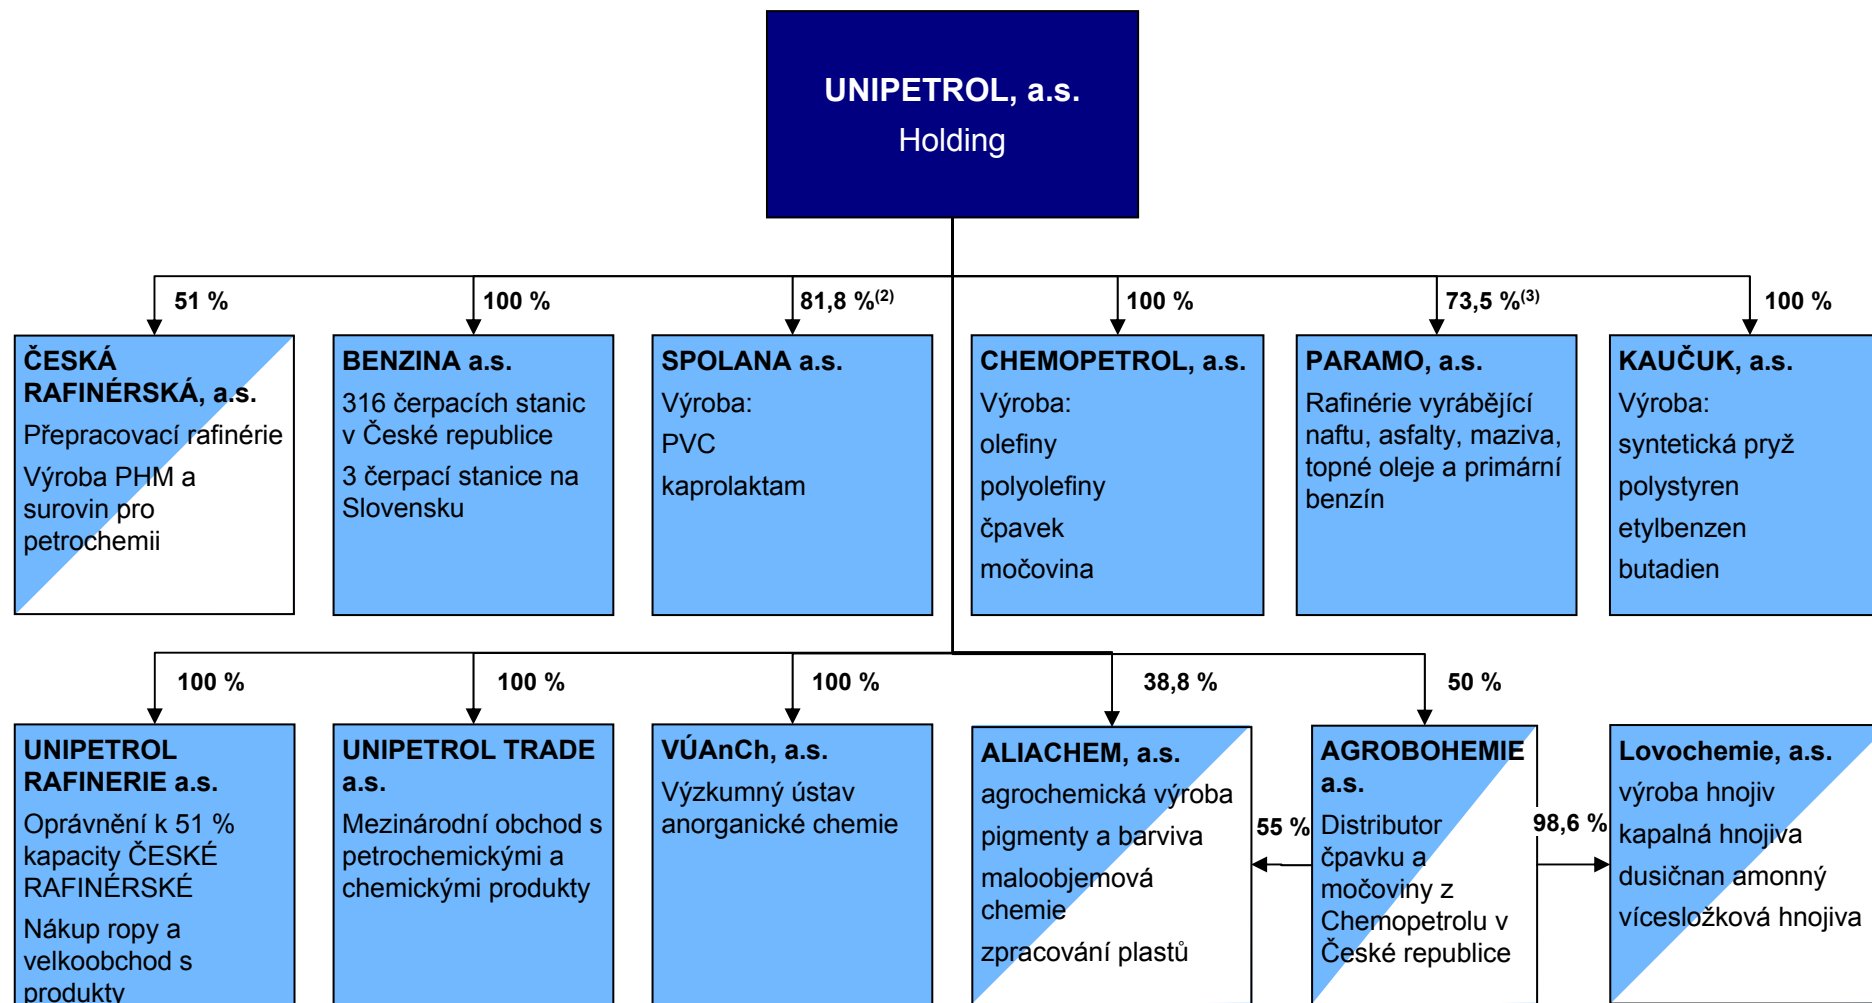 UNIPETROL, a.s.
Holding
51 %
100 %
81,8 %(2)
100 %
73,5 %(3)
100 %
ČESKÁ
RAFINÉRSKÁ, a.s.
Přepracovací rafinérie
Výroba PHM a
surovin pro
petrochemii
BENZINA a.s.
316 čerpacích stanic
v České republice
3 čerpací stanice na
Slovensku
SPOLANA a.s.
Výroba:
PVC
kaprolaktam
CHEMOPETROL, a.s.
Výroba:
olefiny
polyolefiny
čpavek
močovina
PARAMO, a.s.
Rafinérie vyrábějící
naftu, asfalty, maziva,
topné oleje a primární
benzín
KAUČUK, a.s.
Výroba:
syntetická pryž
polystyren
etylbenzen
butadien
100 %
100 %
100 %
38,8 %
50 %
UNIPETROL
RAFINERIE a.s.
Oprávnění k 51 %
kapacity ČESKÉ
RAFINÉRSKÉ
Nákup ropy a
velkoobchod s
produkty
UNIPETROL TRADE
a.s.
Mezinárodní obchod s
petrochemickými a
chemickými produkty
VÚAnCh, a.s.
Výzkumný ústav
anorganické chemie
ALIACHEM, a.s.
agrochemická výroba
pigmenty a barviva
maloobjemová
chemie
zpracování plastů
55 %
AGROBOHEMIE
a.s.
Distributor
čpavku a
močoviny z
Chemopetrolu v
České republice
98,6 %
Lovochemie, a.s.
výroba hnojiv
kapalná hnojiva
dusičnan amonný
vícesložková hnojiva